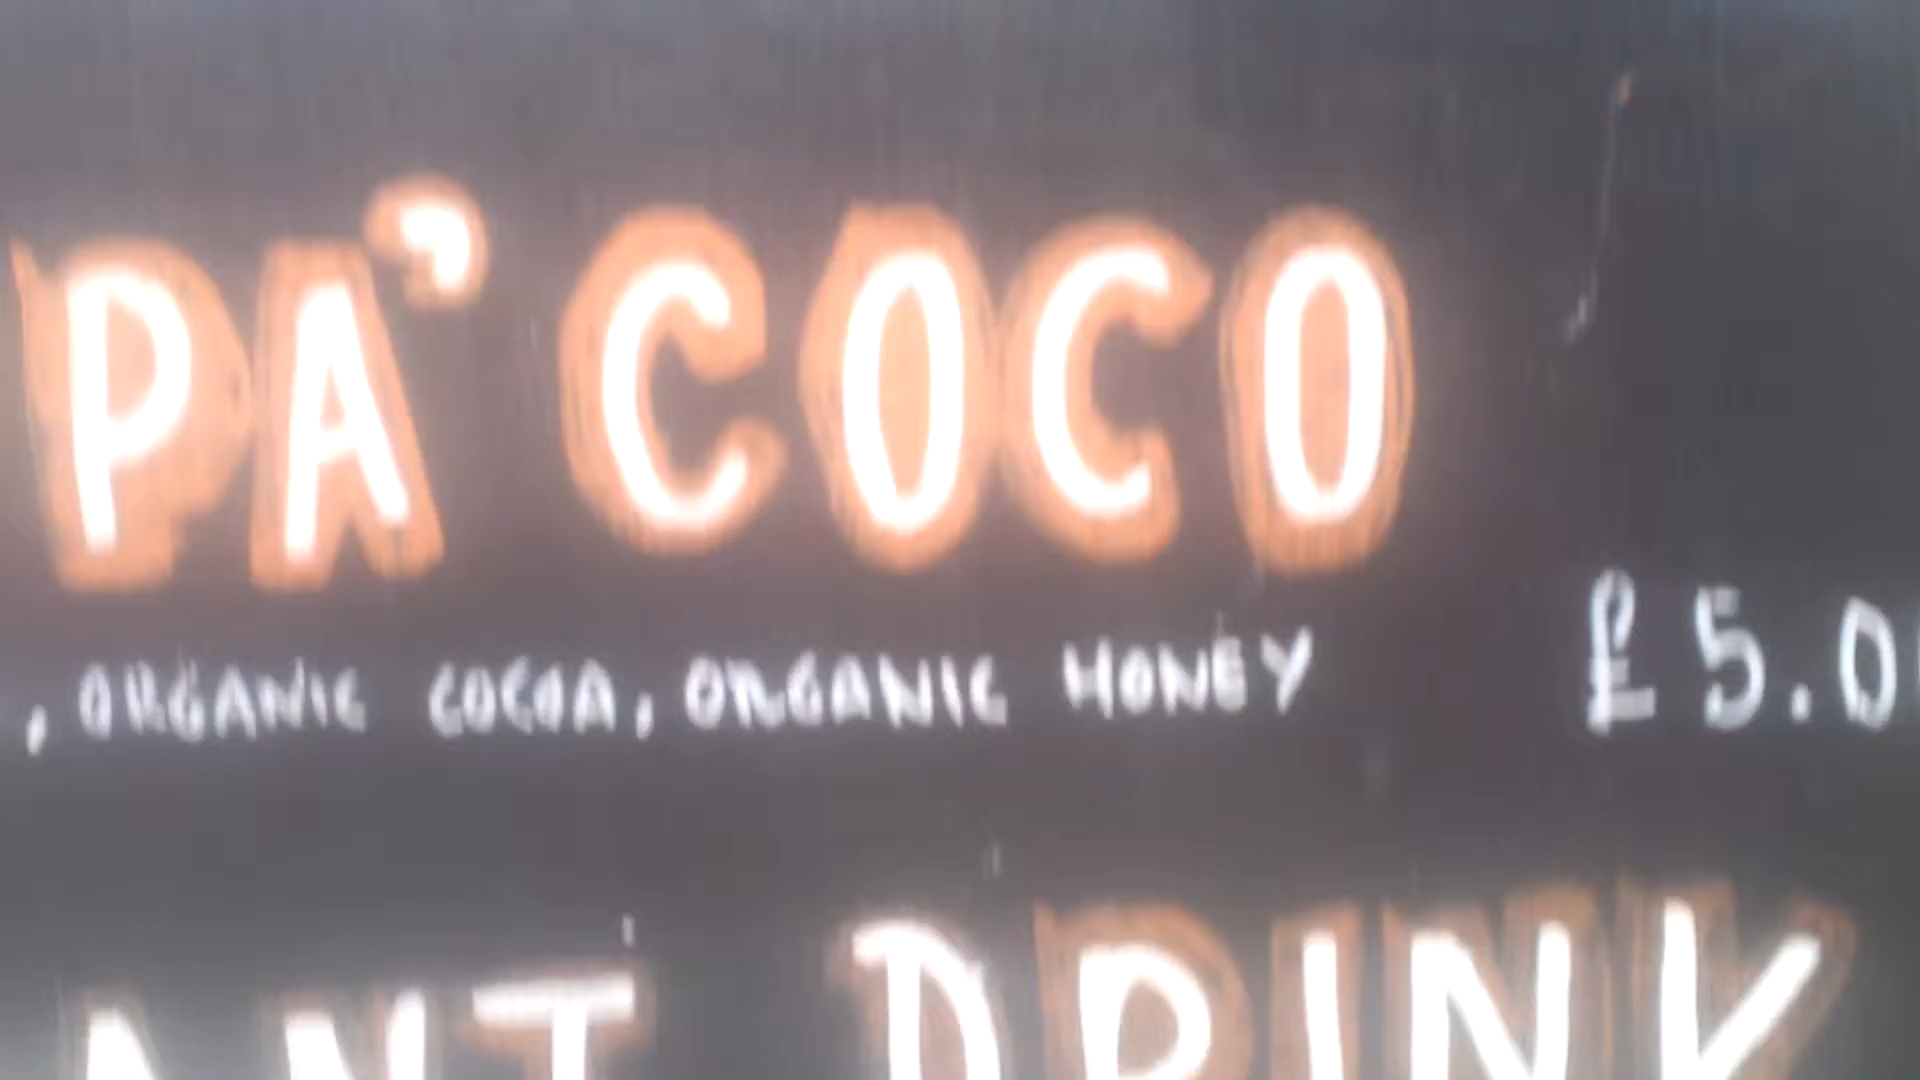 PA' COCO
, ORGANIC COCOA, ORGANIC HONEY £5.0
ANT DRINK